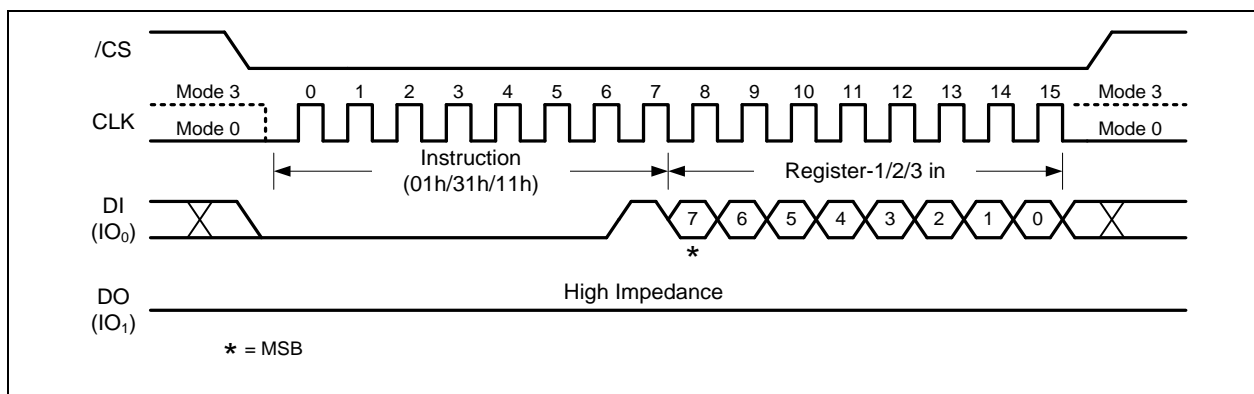 /CS
Mode 3 0 1 2 3 4 5 6 7 8 9 10 11 12 13 14 15 Mode 3
CLK
Mode 0 Mode 0
Instruction
(01h/31h/11h)
Register-1/2/3 in
DI
(IO₀)
7 6 5 4 3 2 1 0
*
High Impedance
DO
(IO₁)
* = MSB